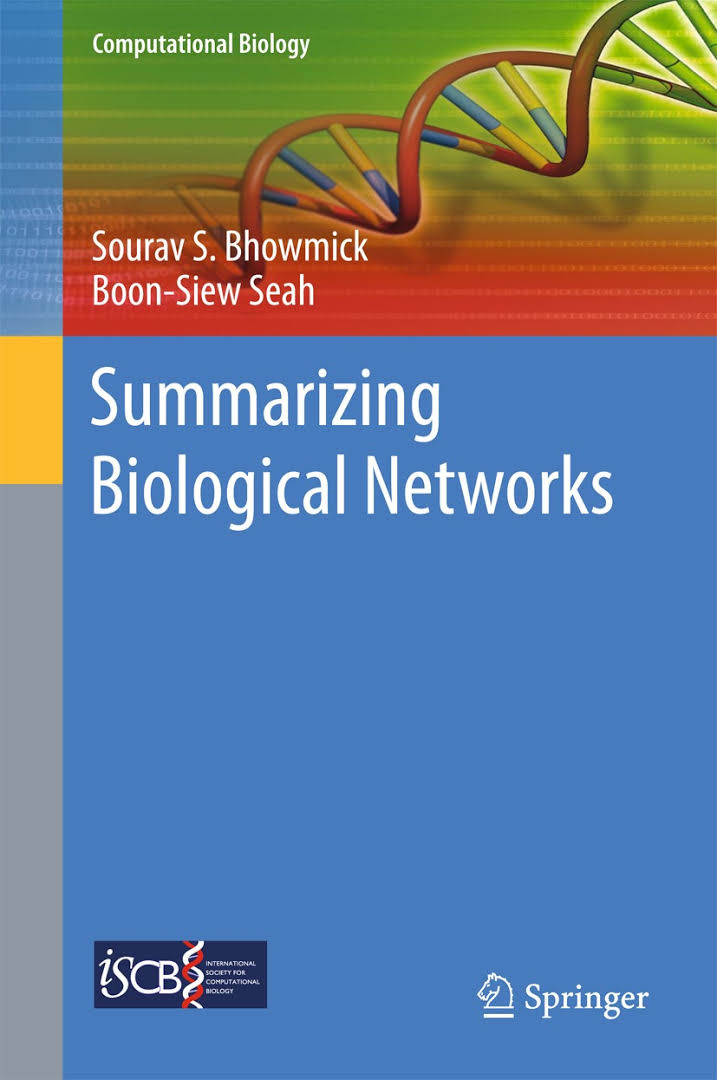 Computational Biology
Sourav S. Bhowmick
Boon-Siew Seah
Summarizing
Biological Networks
iSCB
INTERNATIONAL
SOCIETY FOR
COMPUTATIONAL
BIOLOGY
Springer